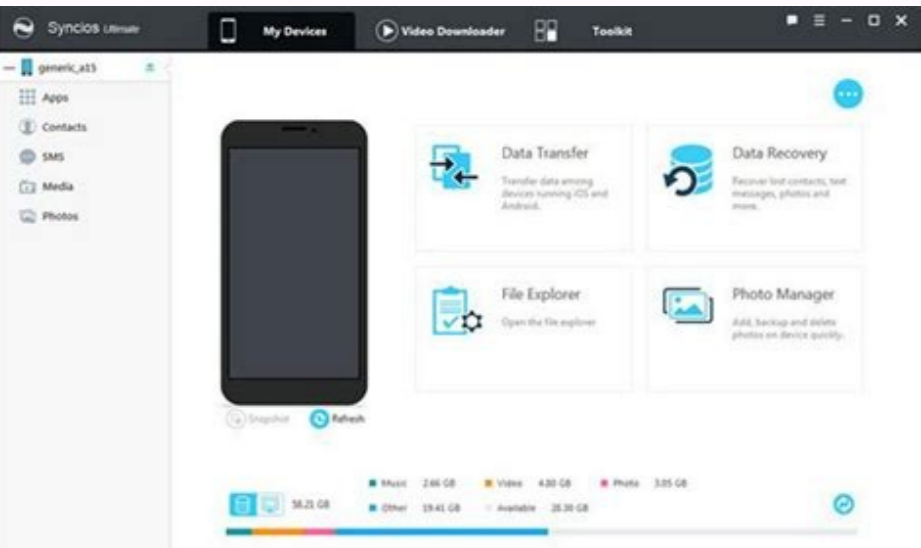 Syncios Ultimate
My Devices
Video Downloader
Toolkit
generic_a15
Apps
Contacts
SMS
Media
Photos
Data Transfer
Transfer data among
devices running iOS and
Android.
Data Recovery
Recover lost contacts, text
messages, photos and
more.
File Explorer
Open the file explorer
Photo Manager
Add, backup and delete
photos on device quickly.
Snapshot
Refresh
58.21 GB
Music 2.66 GB
Video 4.80 GB
Photo 3.05 GB
Other 19.41 GB
Available 28.30 GB